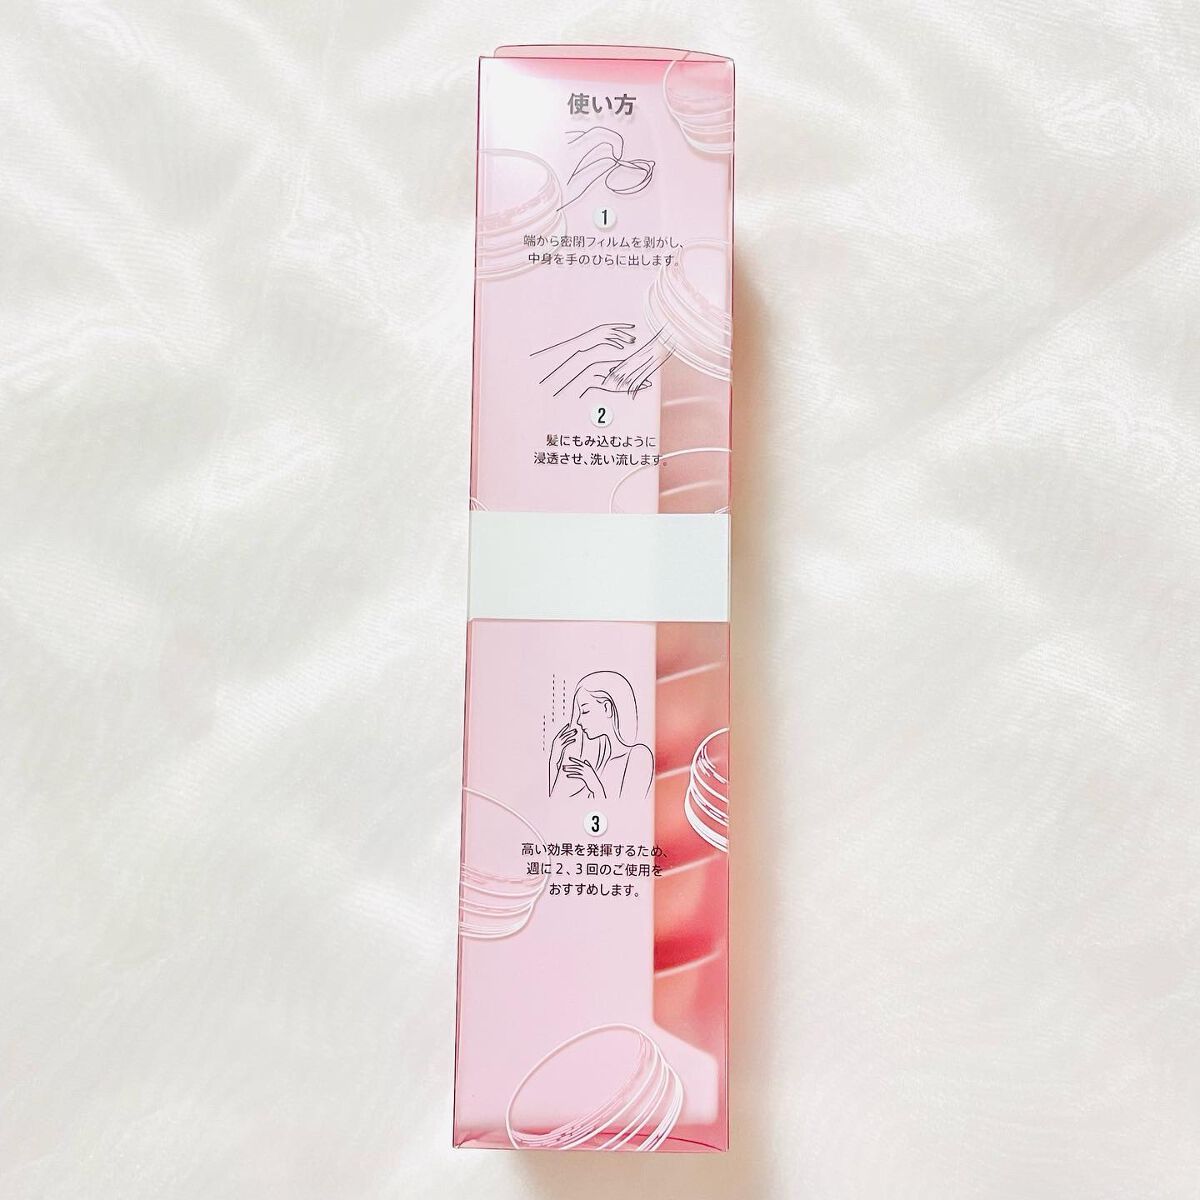 使い方
1
端から密閉フィルムを剥がし、
中身を手のひらに出します。
2
髪にもみ込むように
浸透させ、洗い流します。
3
高い効果を発揮するため、
週に２、３回のご使用を
おすすめします。